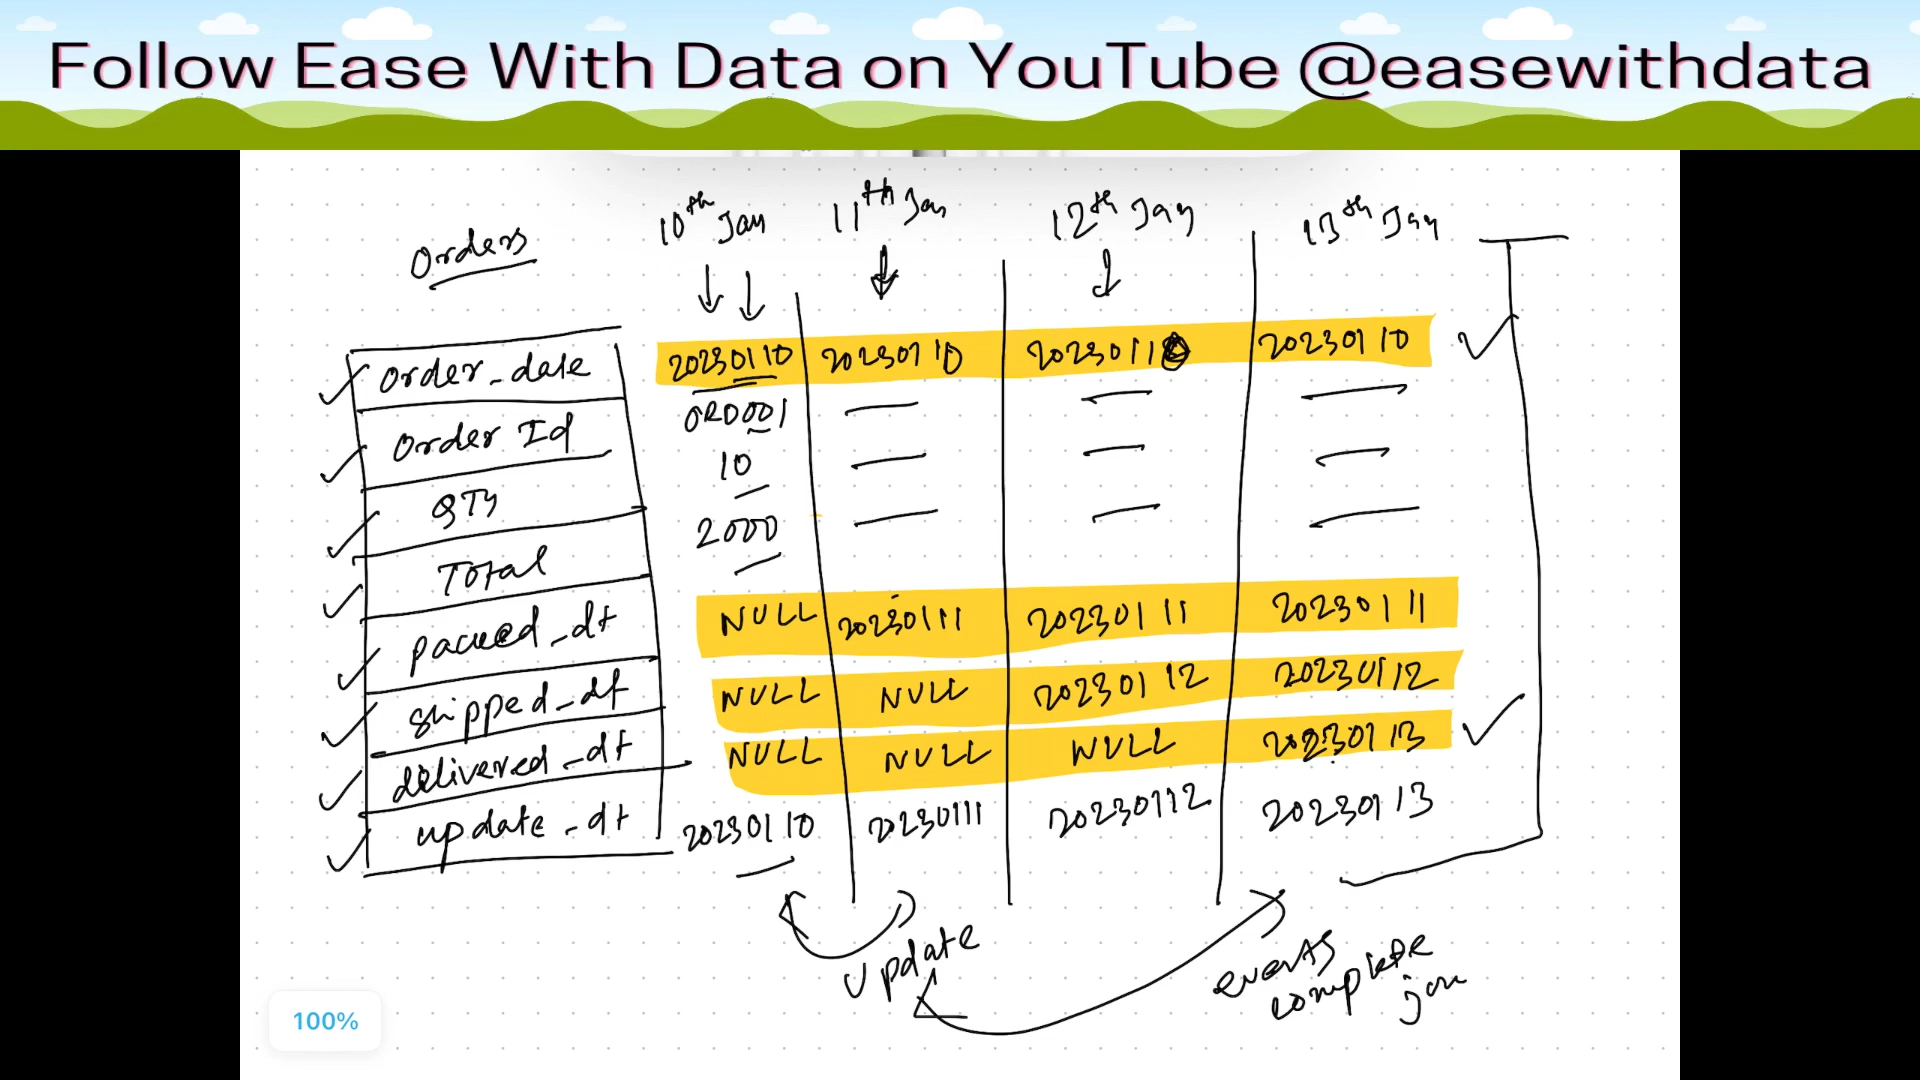 Follow Ease With Data on YouTube @easewithdata
Orders
10th Jan 11th Jan 12th Jan 13th Jan
order_date 20230110 20230110 20230110 20230110
Order Id ORD001
QTY 10
Total 2000
packed_dt NULL 20230111 20230111 20230111
shipped_dt NULL NULL 20230112 20230112
delivered_dt NULL NULL NULL 20230113
update_dt 20230110 20230111 20230112 20230113
update
events
complete